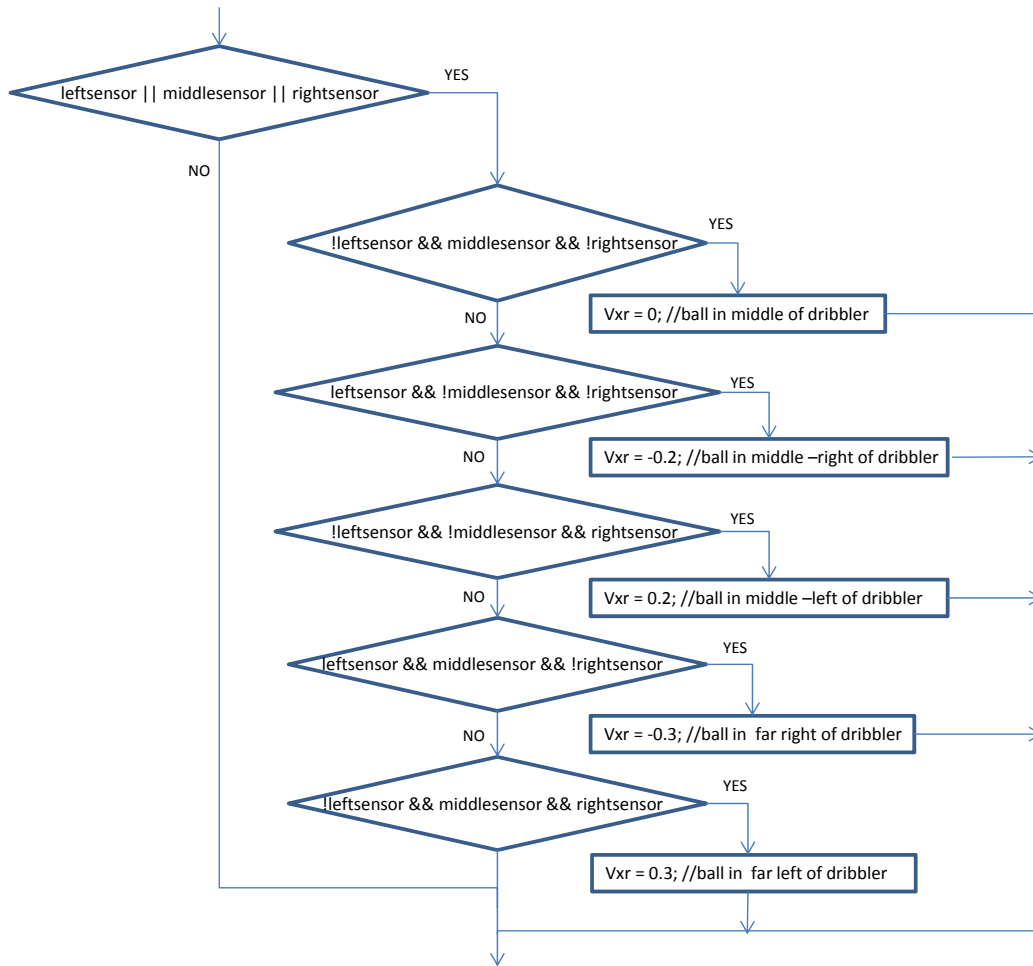 leftsensor || middlesensor || rightsensor
YES
NO
!leftsensor && middlesensor && !rightsensor
YES
Vxr = 0; //ball in middle of dribbler
NO
leftsensor && !middlesensor && !rightsensor
YES
Vxr = -0.2; //ball in middle –right of dribbler
NO
!leftsensor && !middlesensor && rightsensor
YES
Vxr = 0.2; //ball in middle –left of dribbler
NO
leftsensor && middlesensor && !rightsensor
YES
Vxr = -0.3; //ball in  far right of dribbler
NO
!leftsensor && middlesensor && rightsensor
YES
Vxr = 0.3; //ball in  far left of dribbler